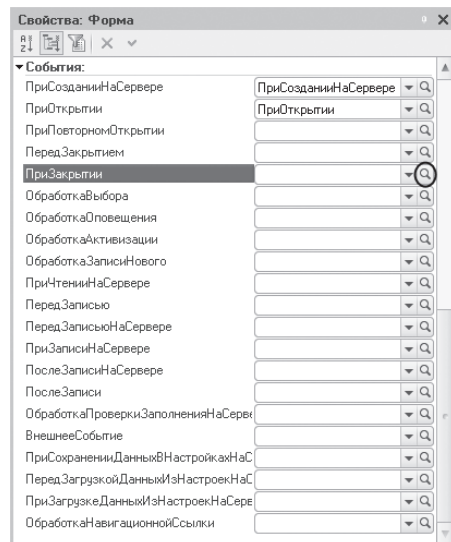 Свойства: Форма
События:
ПриСозданииНаСервере ПриСозданииНаСервере
ПриОткрытии ПриОткрытии
ПриПовторномОткрытии
ПередЗакрытием
ПриЗакрытии
ОбработкаВыбора
ОбработкаОповещения
ОбработкаАктивизации
ОбработкаЗаписиНового
ПриЧтенииНаСервере
ПередЗаписью
ПередЗаписьюНаСервере
ПриЗаписиНаСервере
ПослеЗаписиНаСервере
ПослеЗаписи
ОбработкаПроверкиЗаполненияНаСерве
ВнешнееСобытие
ПриСохраненииДанныхВНастройкахНаС
ПередЗагрузкойДанныхИзНастроекНаС
ПриЗагрузкеДанныхИзНастроекНаСерве
ОбработкаНавигационнойСсылки